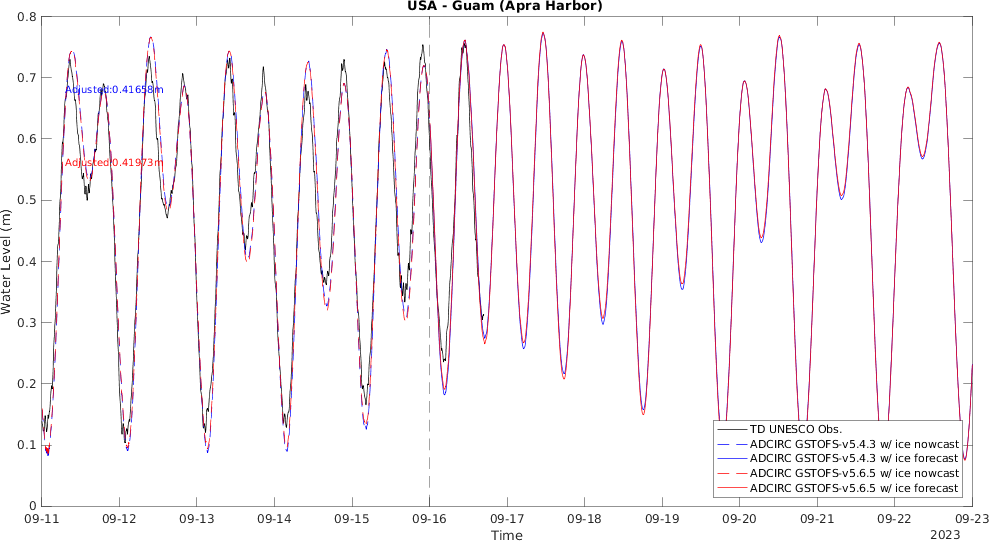 USA - Guam (Apra Harbor)
Water Level (m)
0.8
0.7
0.6
0.5
0.4
0.3
0.2
0.1
0
Adjusted:0.41658m
Adjusted:0.41973m
TD UNESCO Obs.
ADCIRC GSTOFS-v5.4.3 w/ ice nowcast
ADCIRC GSTOFS-v5.4.3 w/ ice forecast
ADCIRC GSTOFS-v5.6.5 w/ ice nowcast
ADCIRC GSTOFS-v5.6.5 w/ ice forecast
09-11 09-12 09-13 09-14 09-15 09-16 09-17 09-18 09-19 09-20 09-21 09-22 09-23
Time
2023